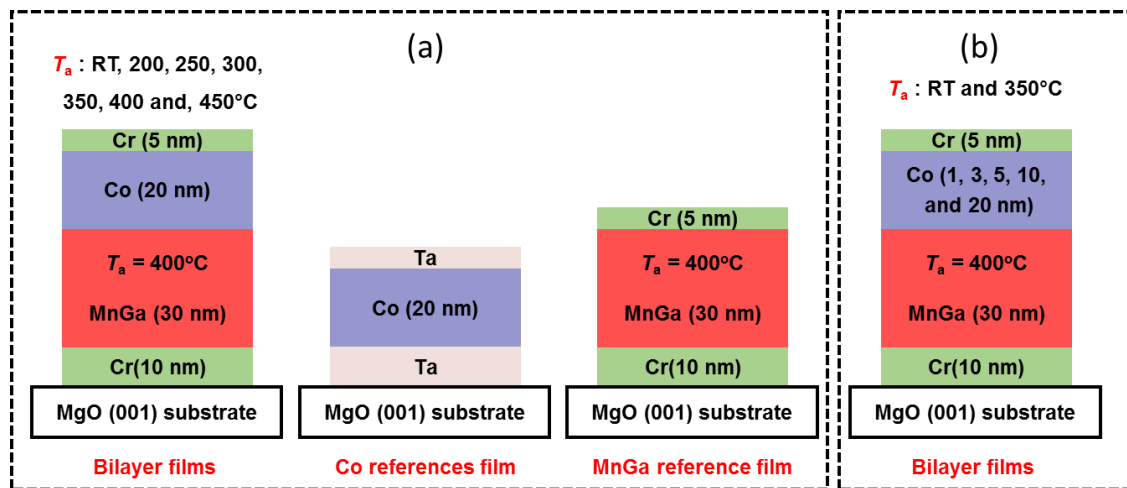 (a)
Ta : RT, 200, 250, 300,
350, 400 and, 450°C
Cr (5 nm)
Co (20 nm)
Ta = 400°C
MnGa (30 nm)
Cr(10 nm)
MgO (001) substrate
Bilayer films
Ta
Co (20 nm)
Ta
MgO (001) substrate
Co references film
Cr (5 nm)
Ta = 400°C
MnGa (30 nm)
Cr(10 nm)
MgO (001) substrate
MnGa reference film
(b)
Ta : RT and 350°C
Cr (5 nm)
Co (1, 3, 5, 10,
and 20 nm)
Ta = 400°C
MnGa (30 nm)
Cr(10 nm)
MgO (001) substrate
Bilayer films